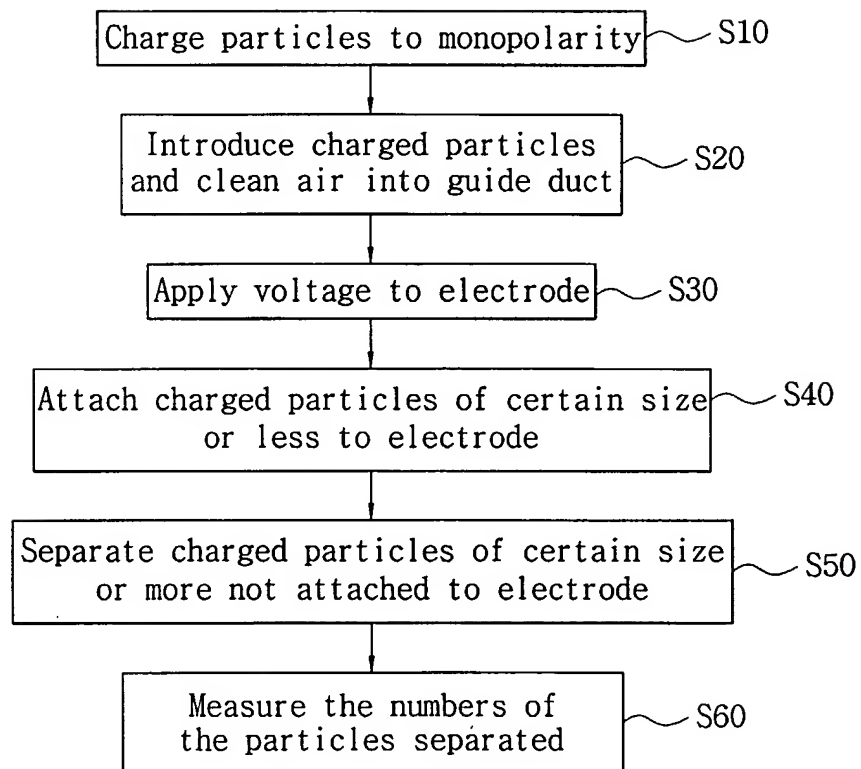 Charge particles to monopolarity
S10
Introduce charged particles
and clean air into guide duct
S20
Apply voltage to electrode
S30
Attach charged particles of certain size
or less to electrode
S40
Separate charged particles of certain size
or more not attached to electrode
S50
Measure the numbers of
the particles separated
S60